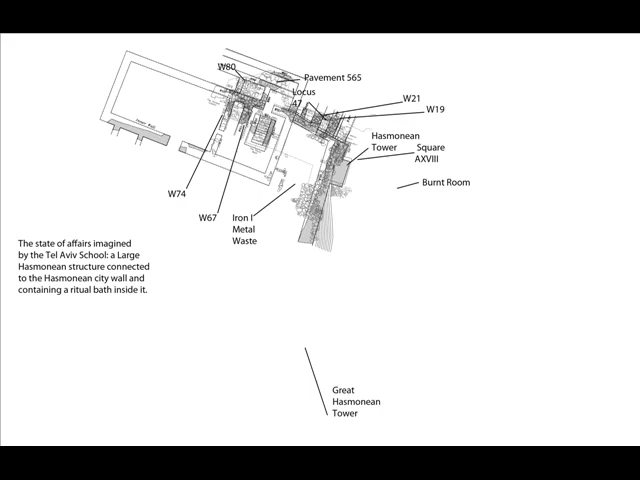 W80
Pavement 565
Locus
47
W21
W19
Hasmonean
Tower
Square
AXVIII
Burnt Room
W74
W67
Iron I
Metal
Waste
The state of affairs imagined
by the Tel Aviv School: a Large
Hasmonean structure connected
to the Hasmonean city wall and
containing a ritual bath inside it.
Great
Hasmonean
Tower